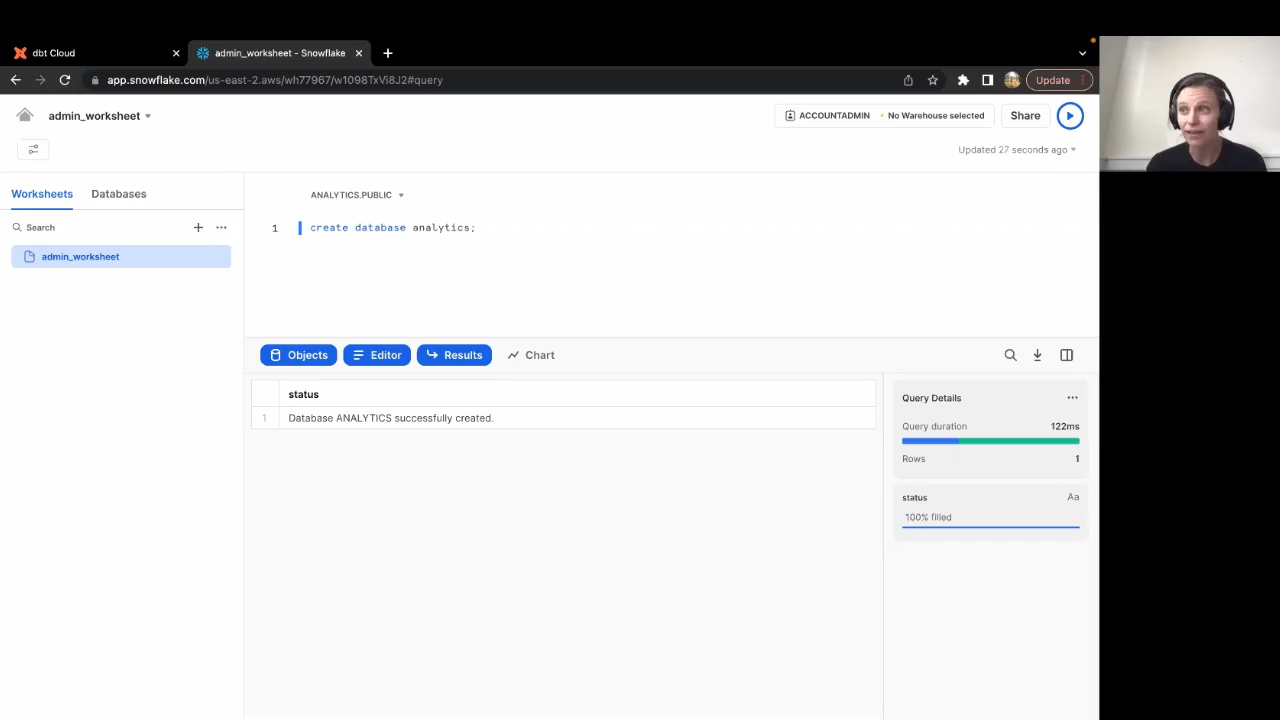 dbt Cloud
admin_worksheet - Snowflake
app.snowflake.com/us-east-2.aws/wh77967/w1098TxVi8J2#query
Update
admin_worksheet
ACCOUNTADMIN
No Warehouse selected
Share
Updated 27 seconds ago
Worksheets
Databases
ANALYTICS.PUBLIC
Search
1 create database analytics;
admin_worksheet
Objects
Editor
Results
Chart
status
1 Database ANALYTICS successfully created.
Query Details
Query duration 122ms
Rows 1
status Aa
100% filled